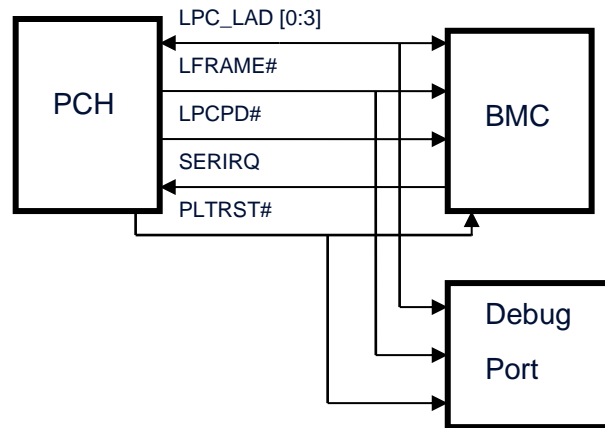 LPC_LAD [0:3]
LFRAME#
PCH
LPCPD#
BMC
SERIRQ
PLTRST#
Debug
Port